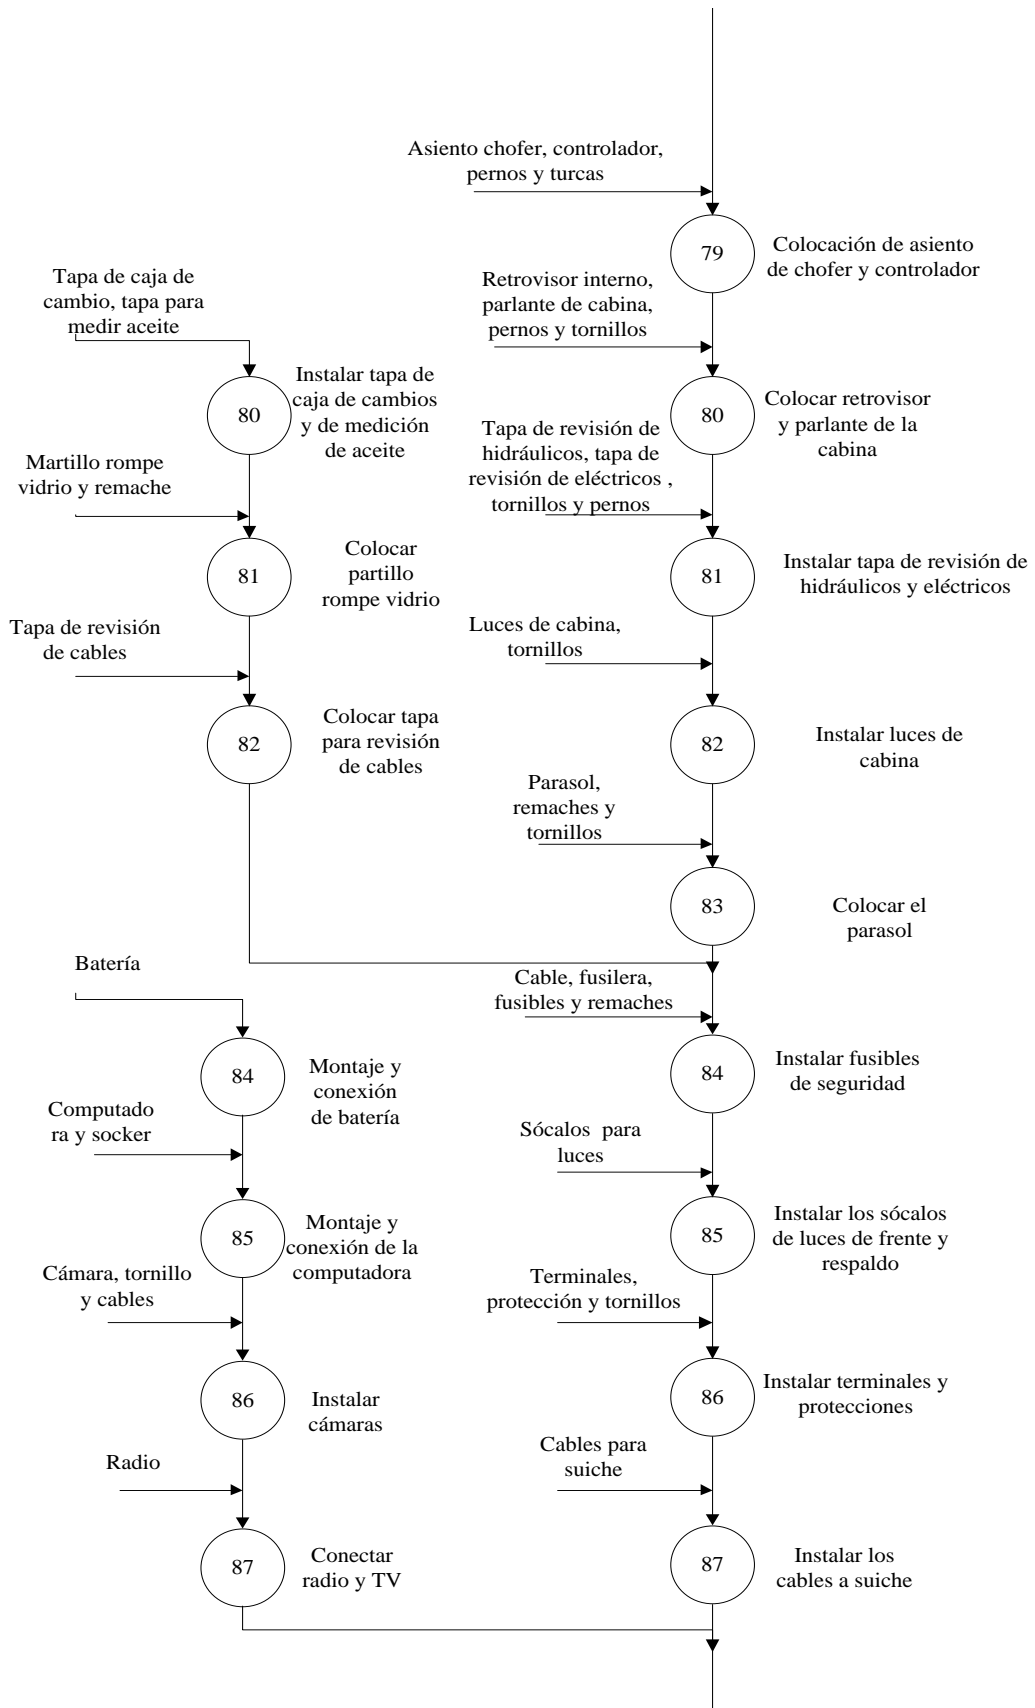 Asiento chofer, controlador,
pernos y turcas
79
Colocación de asiento
de chofer y controlador
Tapa de caja de
cambio, tapa para
medir aceite
Retrovisor interno,
parlante de cabina,
pernos y tornillos
80
Instalar tapa de
caja de cambios
y de medición
de aceite
80
Colocar retrovisor
y parlante de la
cabina
Martillo rompe
vidrio y remache
Tapa de revisión de
hidráulicos, tapa de
revisión de eléctricos ,
tornillos y pernos
81
Colocar
partillo
rompe vidrio
81
Instalar tapa de revisión de
hidráulicos y eléctricos
Tapa de revisión
de cables
Luces de cabina,
tornillos
82
Colocar tapa
para revisión
de cables
82
Instalar luces de
cabina
Parasol,
remaches y
tornillos
83
Colocar el
parasol
Batería
Cable, fusilera,
fusibles y remaches
84
Montaje y
conexión
de batería
84
Instalar fusibles
de seguridad
Computado
ra y socker
Sócalos para
luces
85
Montaje y
conexión de la
computadora
85
Instalar los sócalos
de luces de frente y
respaldo
Cámara, tornillo
y cables
Terminales,
protección y tornillos
86
Instalar
cámaras
86
Instalar terminales y
protecciones
Radio
Cables para
suiche
87
Conectar
radio y TV
87
Instalar los
cables a suiche